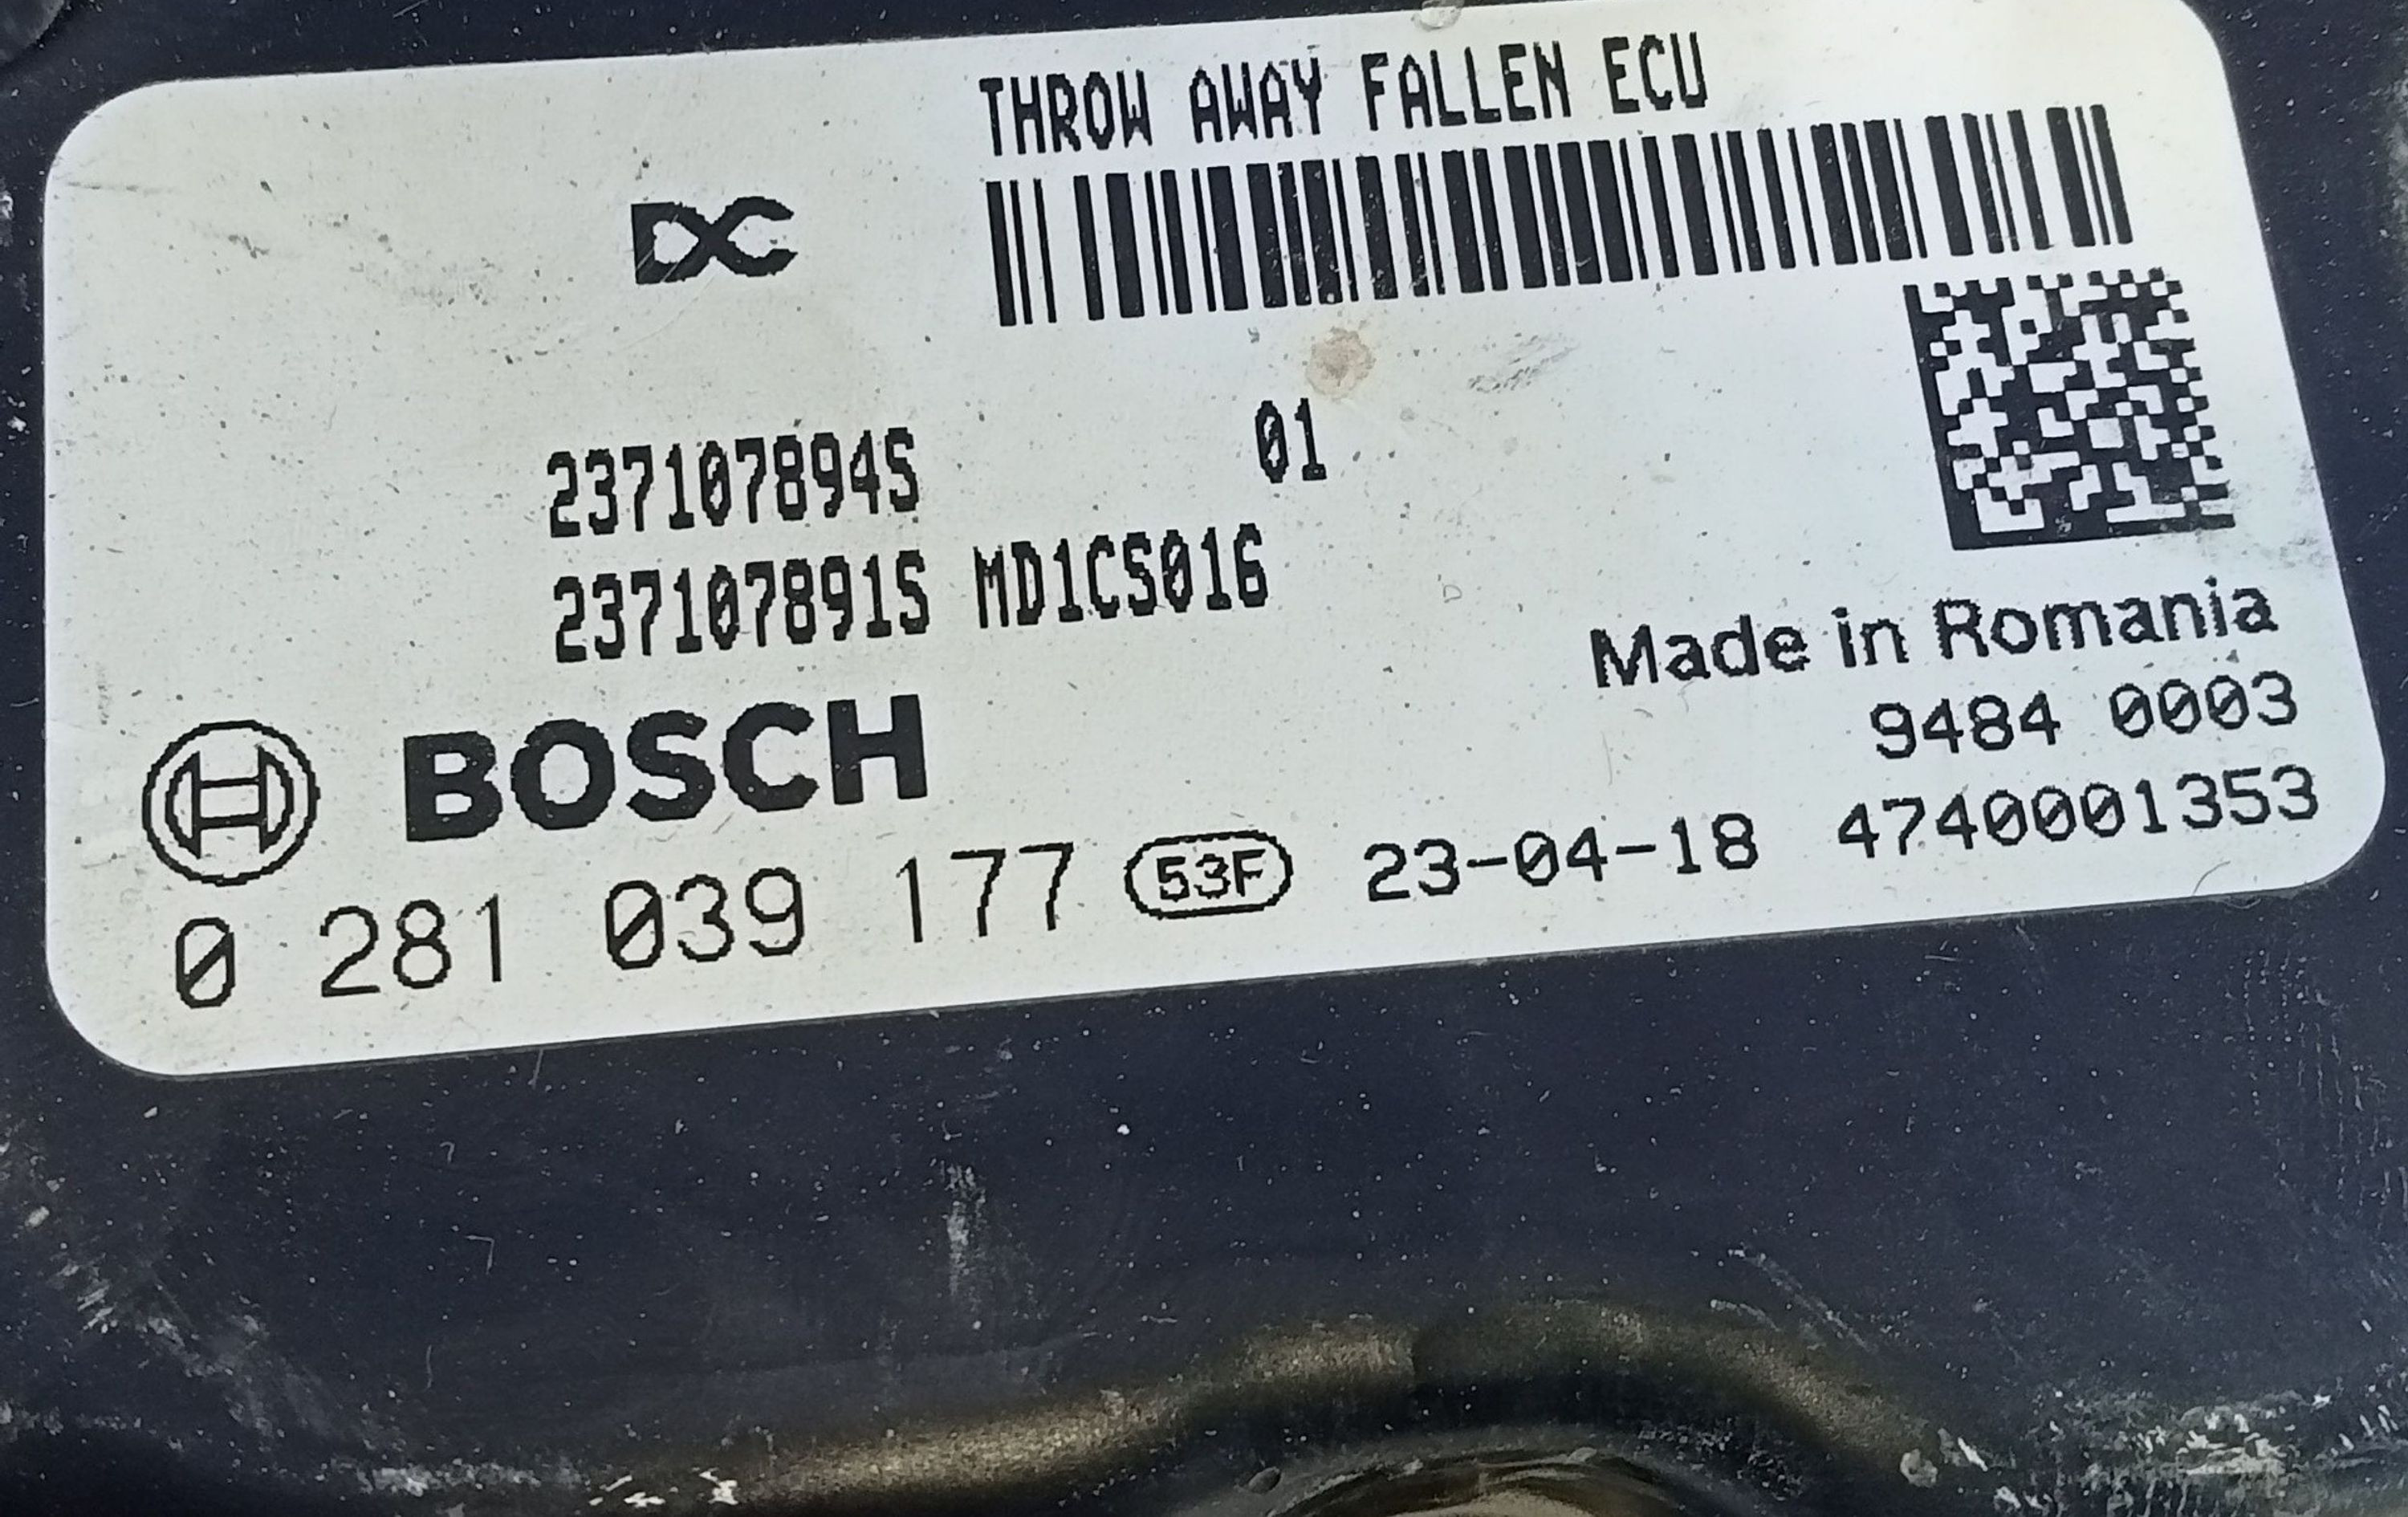 THROW AWAY FALLEN ECU
DC
237107894S 01
237107891S MD1CS016
Made in Romania
BOSCH
9484 0003
0 281 039 177 53F 23-04-18 4740001353